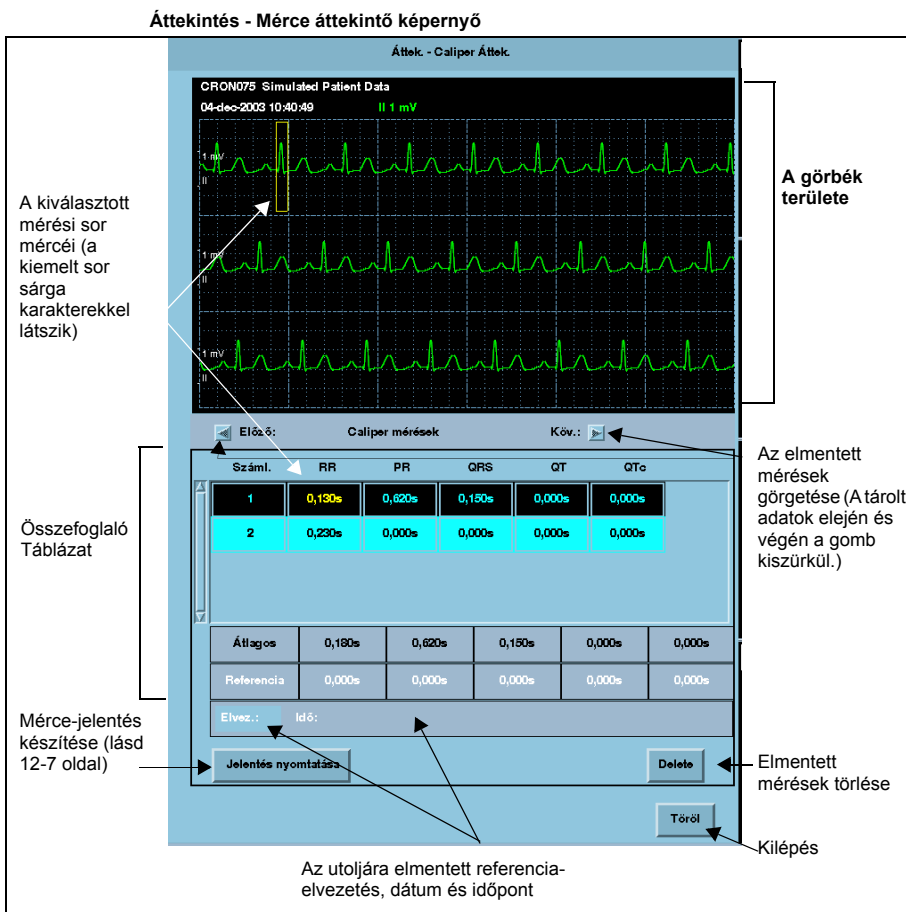 Áttekintés - Mérce áttekintő képernyő
Áttek. - Caliper Áttek.
CRON075 Simulated Patient Data
04-dec-2003 10:40:49 II 1 mV
1 mV
II
1 mV
II
1 mV
II
A kiválasztott
mérési sor
mércéi (a
kiemelt sor
sárga
karakterekkel
látszik)
A görbék
területe
Előző: Caliper mérések Köv.:
Száml. RR PR QRS QT QTc
1 0,130s 0,620s 0,150s 0,000s 0,000s
2 0,230s 0,000s 0,000s 0,000s 0,000s
Átlagos 0,180s 0,620s 0,150s 0,000s 0,000s
Referencia 0,000s 0,000s 0,000s 0,000s 0,000s
Elvez.: Idő:
Jelentés nyomtatása Delete
Töröl
Összefoglaló
Táblázat
Az elmentett
mérések
görgetése (A tárolt
adatok elején és
végén a gomb
kiszürkül.)
Mérce-jelentés
készítése (lásd
12-7 oldal)
Elmentett
mérések törlése
Kilépés
Az utoljára elmentett referencia-
elvezetés, dátum és időpont